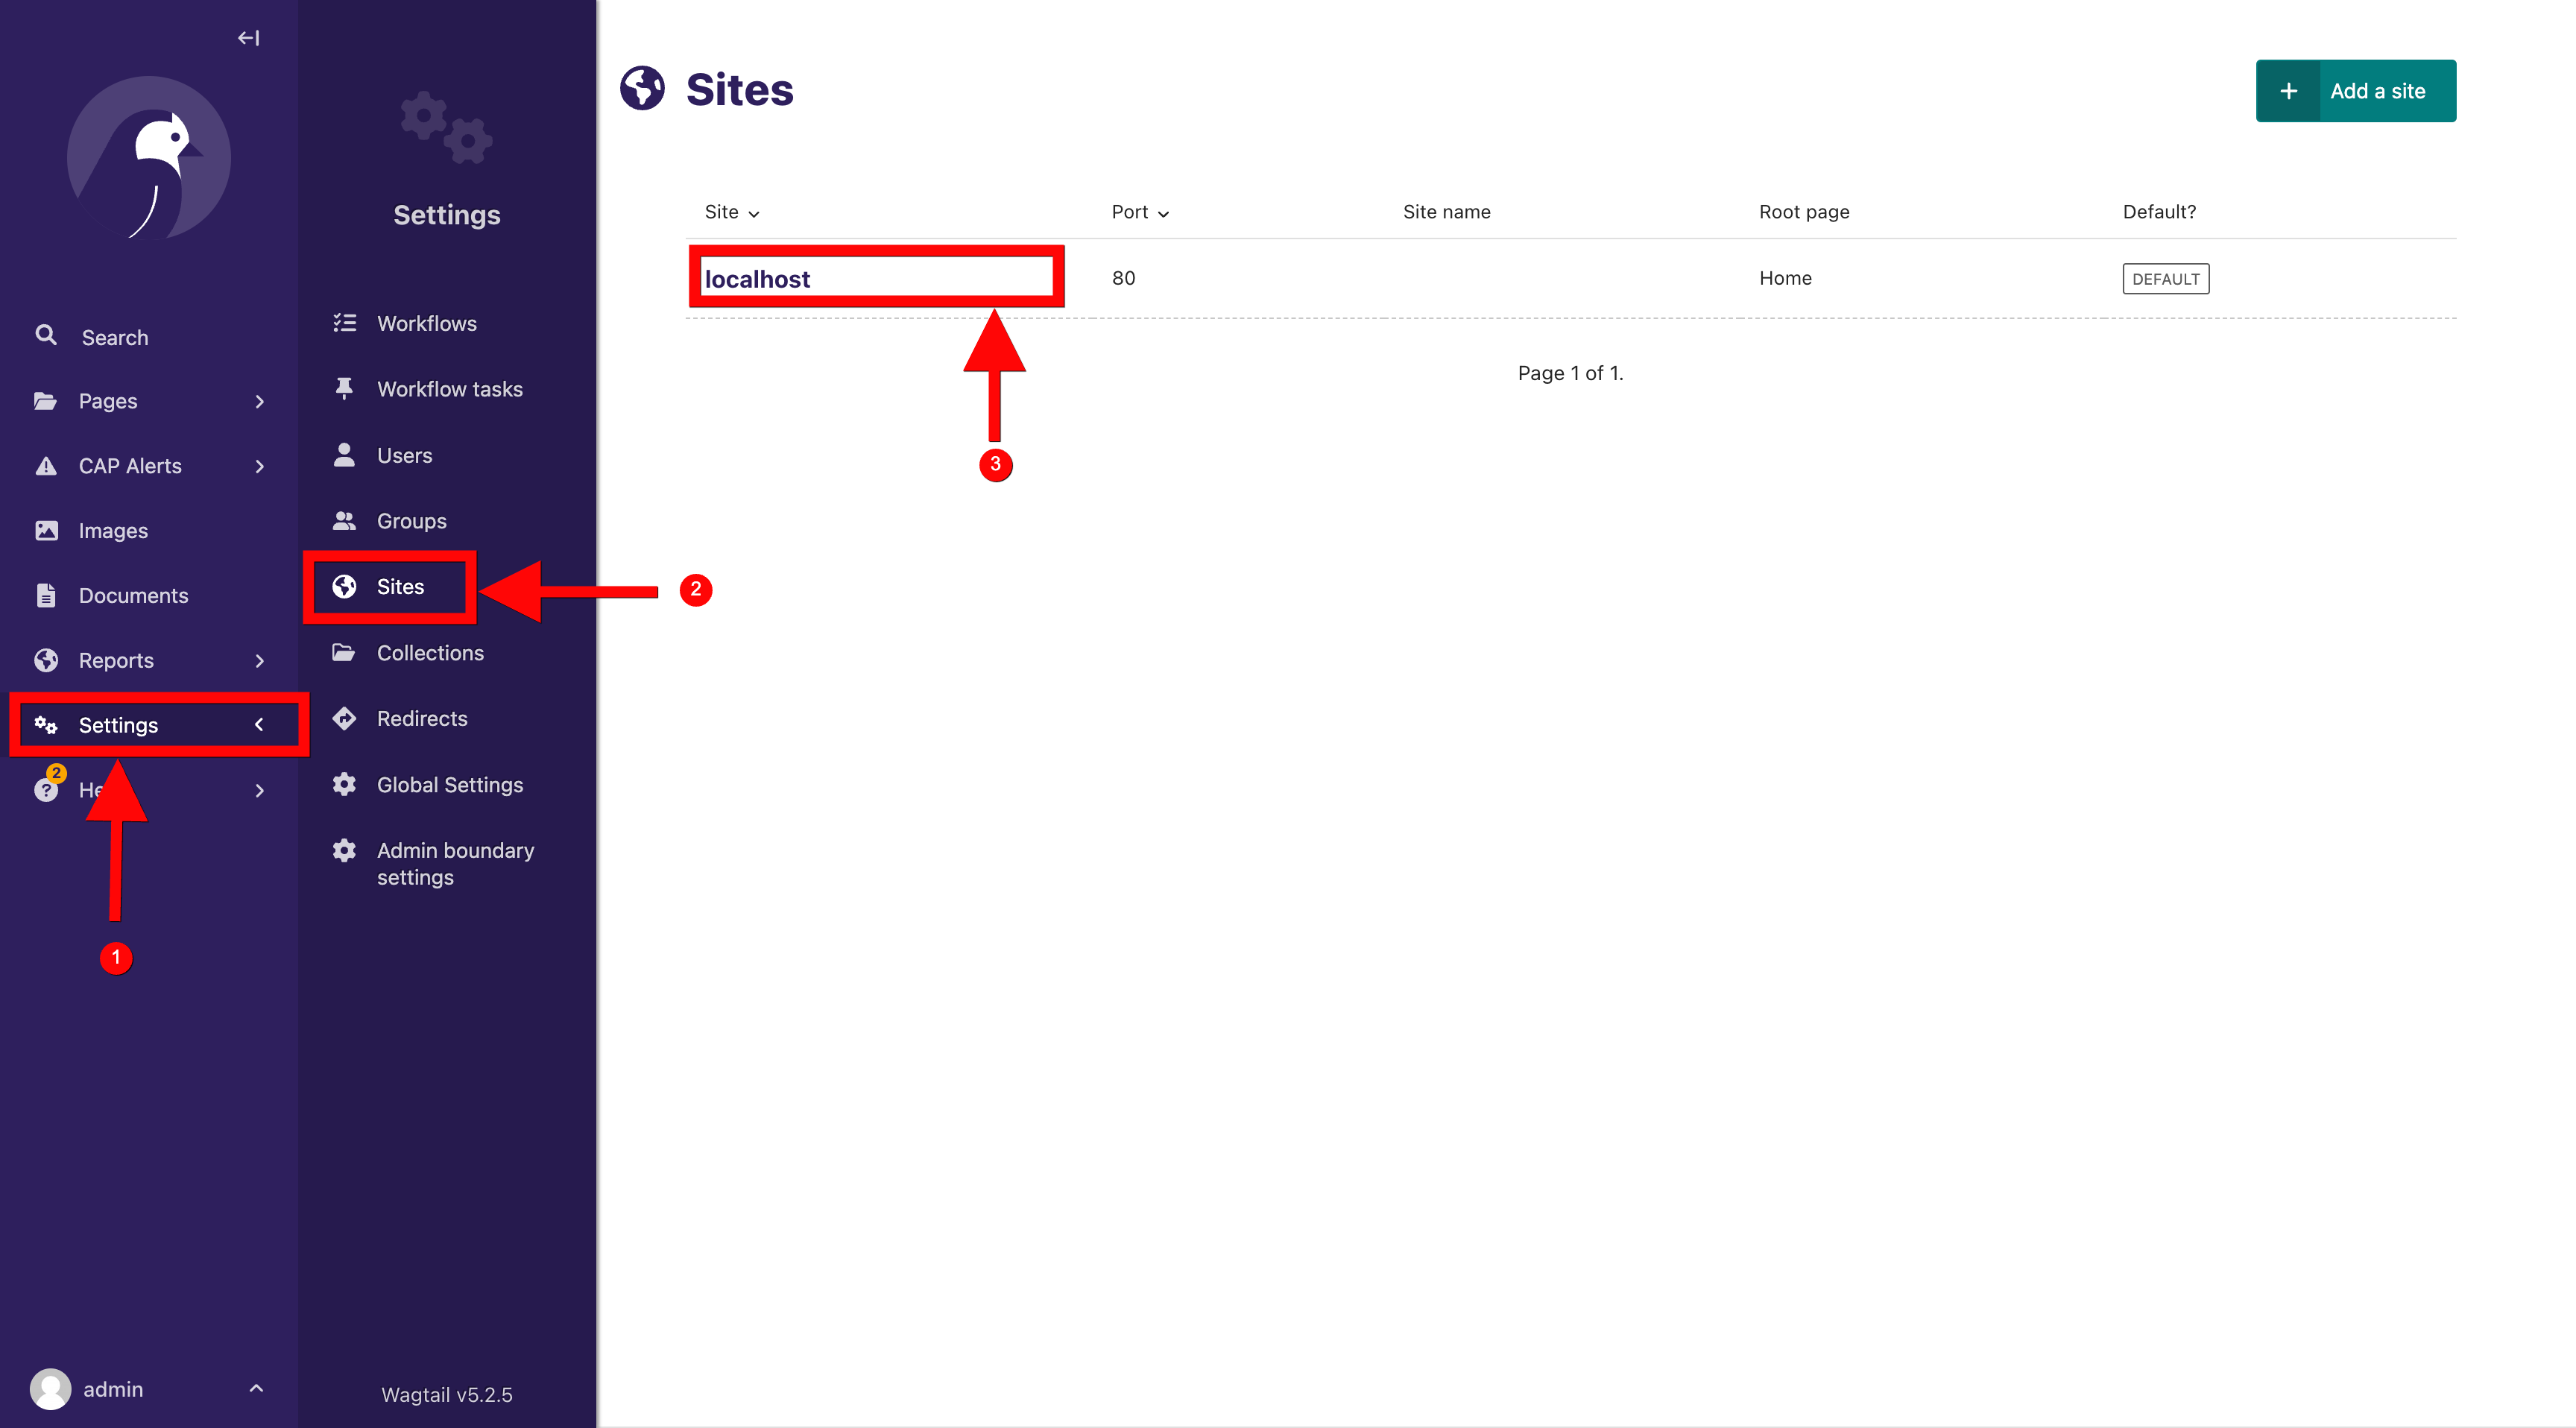 Search
Pages
CAP Alerts
Images
Documents
Reports
Settings
2
? He
1
admin
Settings
Workflows
Workflow tasks
Users
Groups
Sites
2
Collections
Redirects
Global Settings
Admin boundary
settings
Wagtail v5.2.5
Sites
+ Add a site
Site Port Site name Root page Default?
localhost 80 Home DEFAULT
Page 1 of 1.
3